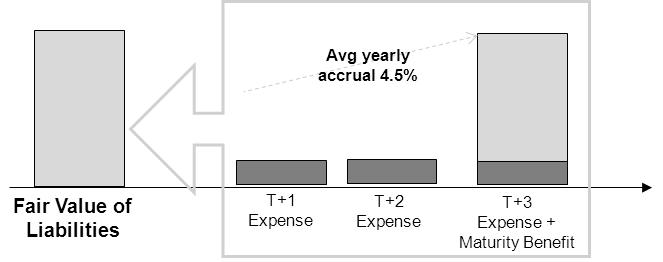 Avg yearly
accrual 4.5%
Fair Value of
Liabilities
T+1
Expense
T+2
Expense
T+3
Expense +
Maturity Benefit